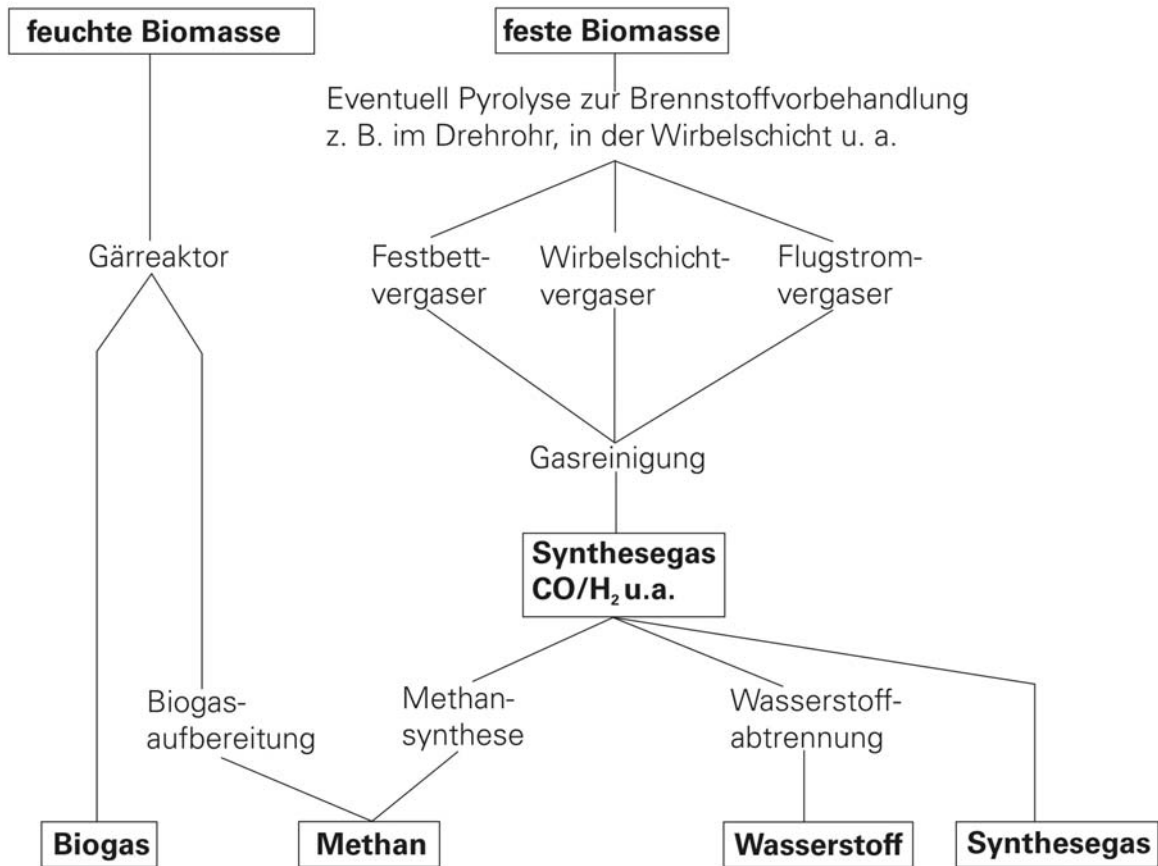 feuchte Biomasse
feste Biomasse
Eventuell Pyrolyse zur Brennstoffvorbehandlung
z. B. im Drehrohr, in der Wirbelschicht u. a.
Gärreaktor
Festbett-
vergaser
Wirbelschicht-
vergaser
Flugstrom-
vergaser
Gasreinigung
Synthesegas
CO/H₂ u.a.
Biogas-
aufbereitung
Methan-
synthese
Wasserstoff-
abtrennung
Biogas
Methan
Wasserstoff
Synthesegas